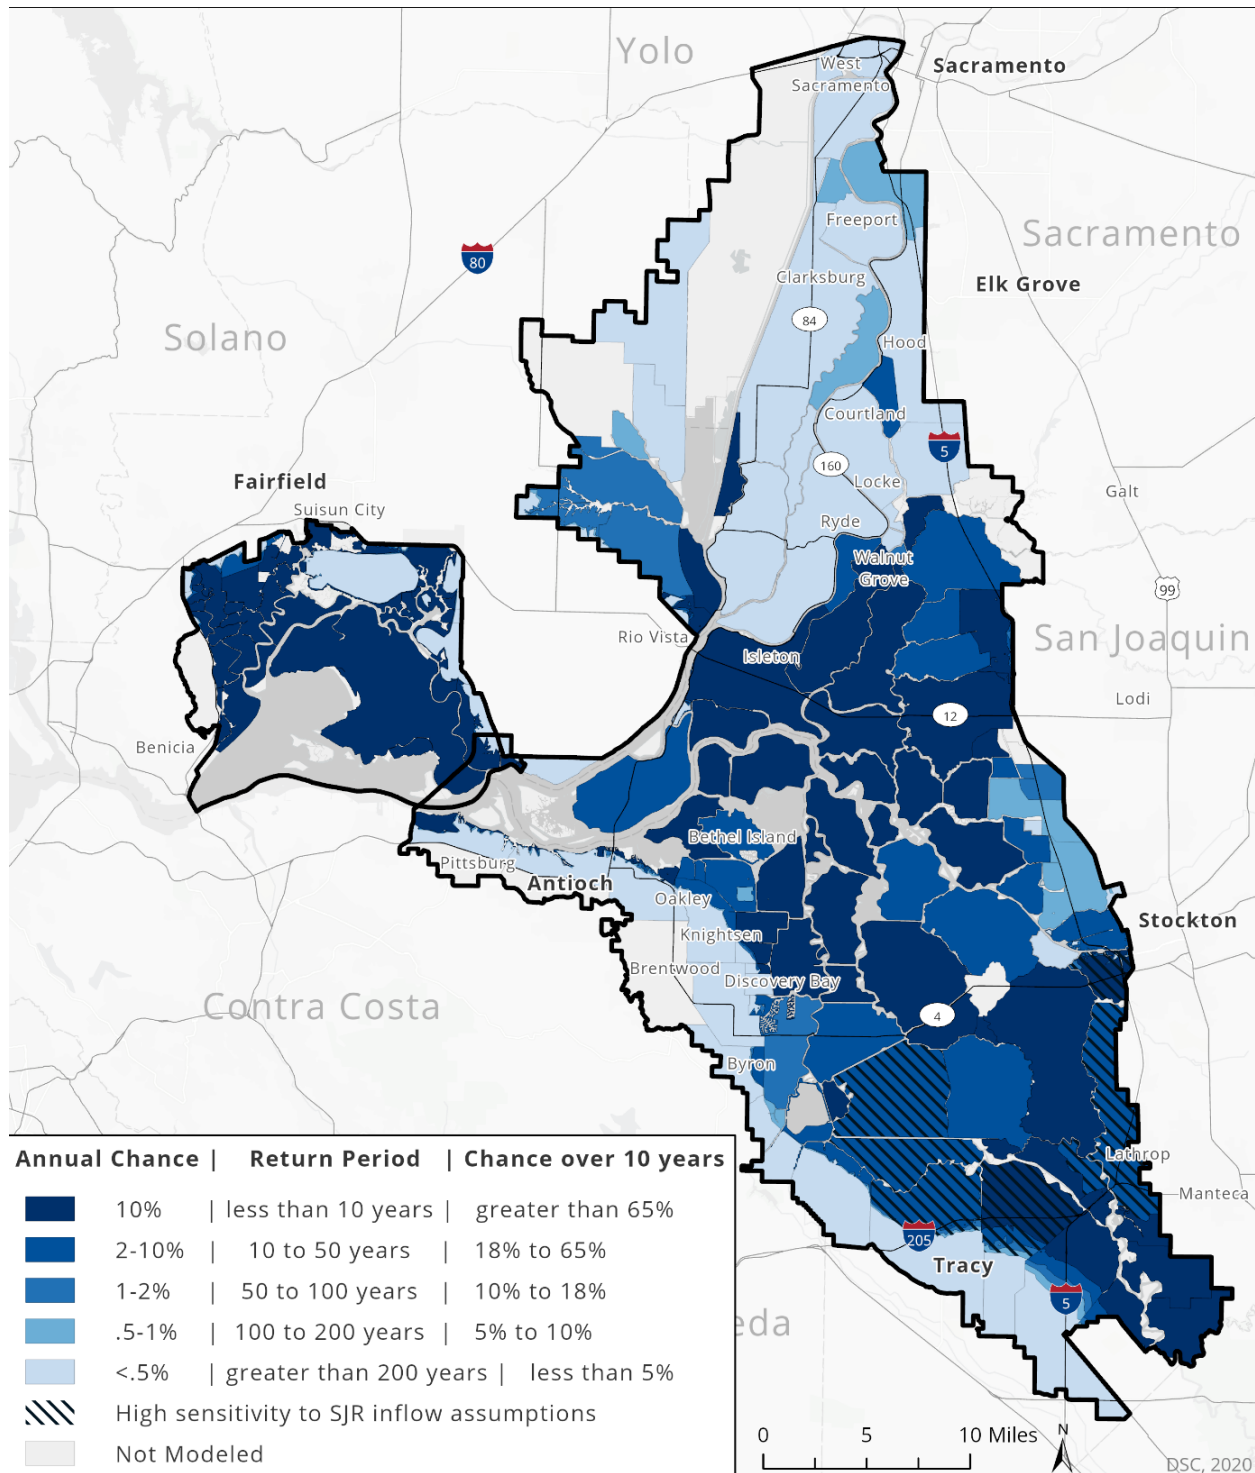 Yolo
Sacramento
West
Sacramento
Sacramento
Freeport
80
Clarksburg
Elk Grove
84
Solano
Hood
Courtland
5
160
Fairfield
Locke
Galt
Suisun City
Ryde
Walnut
Grove
99
Rio Vista
San Joaquin
Isleton
Lodi
12
Benicia
Bethel Island
Pittsburg
Antioch
Oakley
Stockton
Knightsen
Brentwood
Discovery Bay
Contra Costa
4
Byron
Lathrop
Manteca
205
Tracy
5
eda
Annual Chance | Return Period | Chance over 10 years
10% | less than 10 years | greater than 65%
2-10% | 10 to 50 years | 18% to 65%
1-2% | 50 to 100 years | 10% to 18%
.5-1% | 100 to 200 years | 5% to 10%
<.5% | greater than 200 years | less than 5%
High sensitivity to SJR inflow assumptions
Not Modeled
0 5 10 Miles
N
DSC, 2020